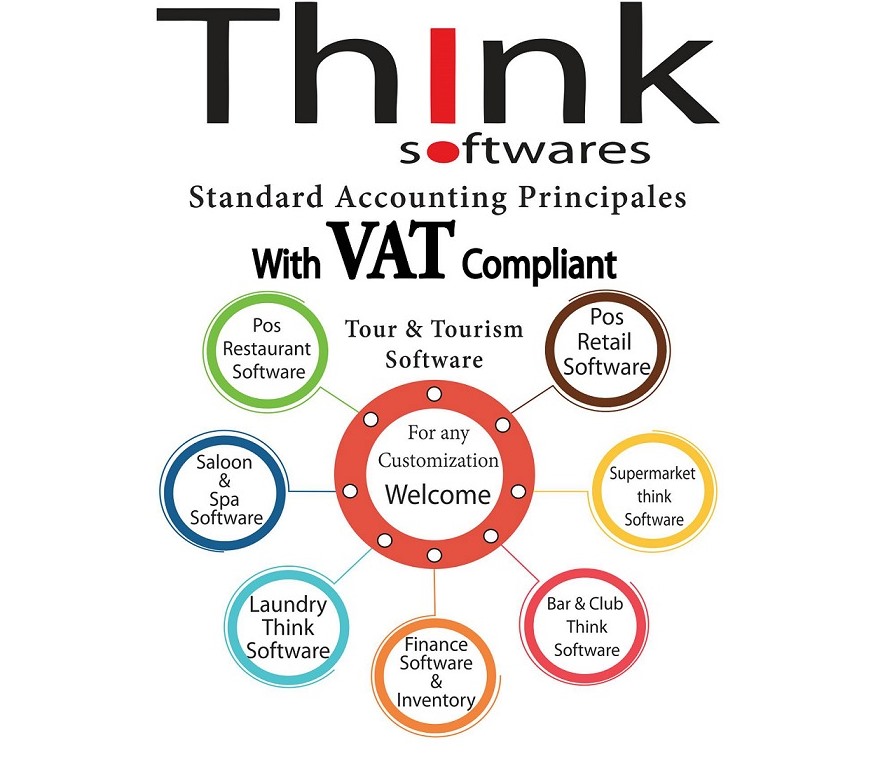 Think
softwares
Standard Accounting Principales
With VAT Compliant
Pos
Restaurant
Software
Tour & Tourism
Software
Pos
Retail
Software
For any
Customization
Welcome
Saloon
&
Spa
Software
Supermarket
think
Software
Laundry
Think
Software
Finance
Software
&
Inventory
Bar & Club
Think
Software